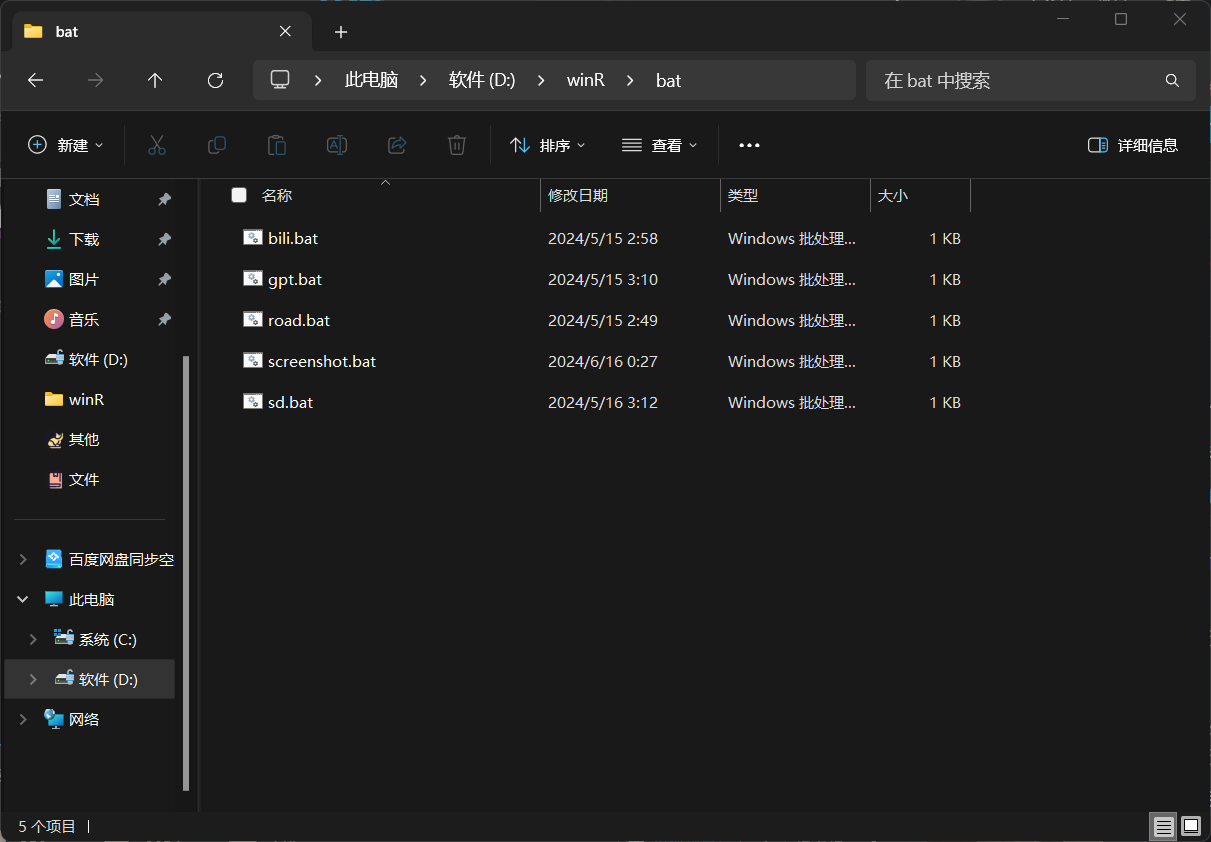 bat
此电脑 软件 (D:) winR bat
在 bat 中搜索
新建 排序 查看 详细信息
文档
下载
图片
音乐
软件 (D:)
winR
其他
文件
百度网盘同步空
此电脑
系统 (C:)
软件 (D:)
网络
名称 修改日期 类型 大小
bili.bat 2024/5/15 2:58 Windows 批处理... 1 KB
gpt.bat 2024/5/15 3:10 Windows 批处理... 1 KB
road.bat 2024/5/15 2:49 Windows 批处理... 1 KB
screenshot.bat 2024/6/16 0:27 Windows 批处理... 1 KB
sd.bat 2024/5/16 3:12 Windows 批处理... 1 KB
5 个项目